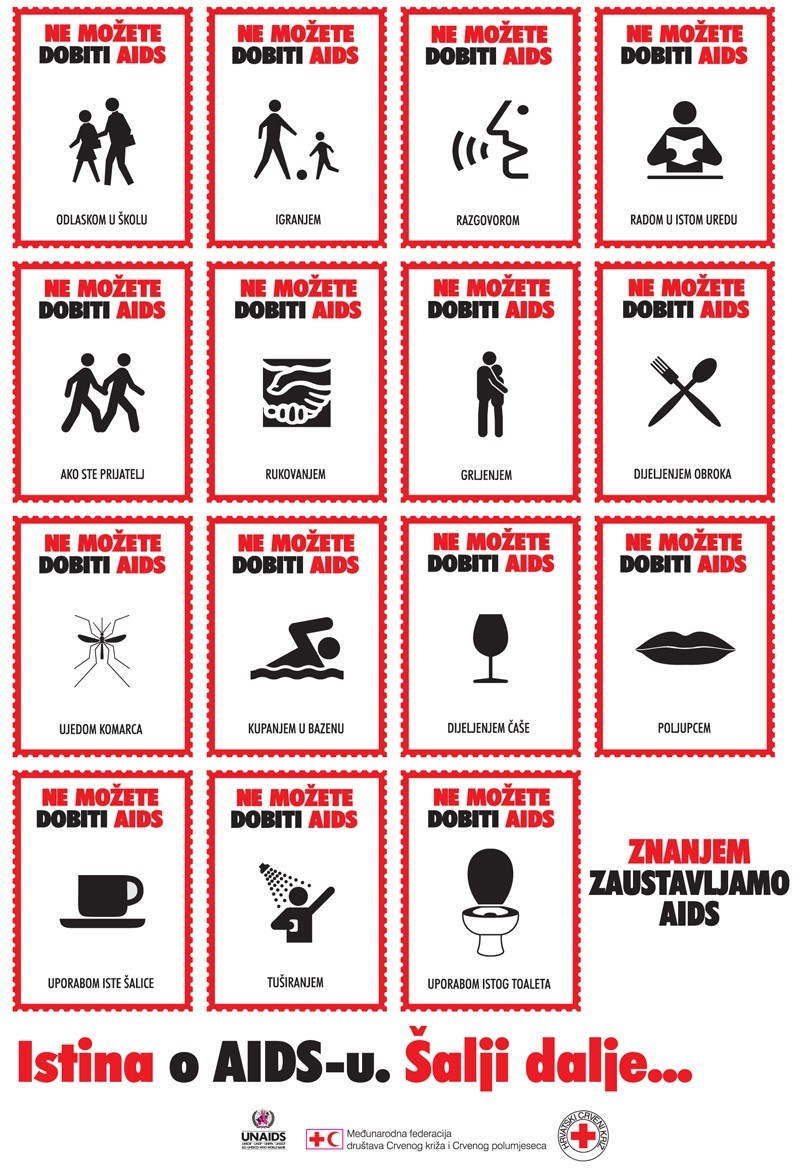 NE MOŽETE
DOBITI AIDS
ODLASKOM U ŠKOLU
NE MOŽETE
DOBITI AIDS
IGRANJEM
NE MOŽETE
DOBITI AIDS
RAZGOVOROM
NE MOŽETE
DOBITI AIDS
RADOM U ISTOM UREDU
NE MOŽETE
DOBITI AIDS
AKO STE PRIJATELJ
NE MOŽETE
DOBITI AIDS
RUKOVANJEM
NE MOŽETE
DOBITI AIDS
GRLJENJEM
NE MOŽETE
DOBITI AIDS
DIJELJENJEM OBROKA
NE MOŽETE
DOBITI AIDS
UJEDOM KOMARCA
NE MOŽETE
DOBITI AIDS
KUPANJEM U BAZENU
NE MOŽETE
DOBITI AIDS
DIJELJENJEM ČAŠE
NE MOŽETE
DOBITI AIDS
POLJUPCEM
NE MOŽETE
DOBITI AIDS
UPORABOM ISTE ŠALICE
NE MOŽETE
DOBITI AIDS
TUŠIRANJEM
NE MOŽETE
DOBITI AIDS
UPORABOM ISTOG TOALETA
ZNANJEM
ZAUSTAVLJAMO
AIDS
Istina o AIDS-u. Šalji dalje...
UNAIDS
Međunarodna federacija
društava Crvenog križa i Crvenog polumjeseca
HRVATSKI CRVENI KRIŽ